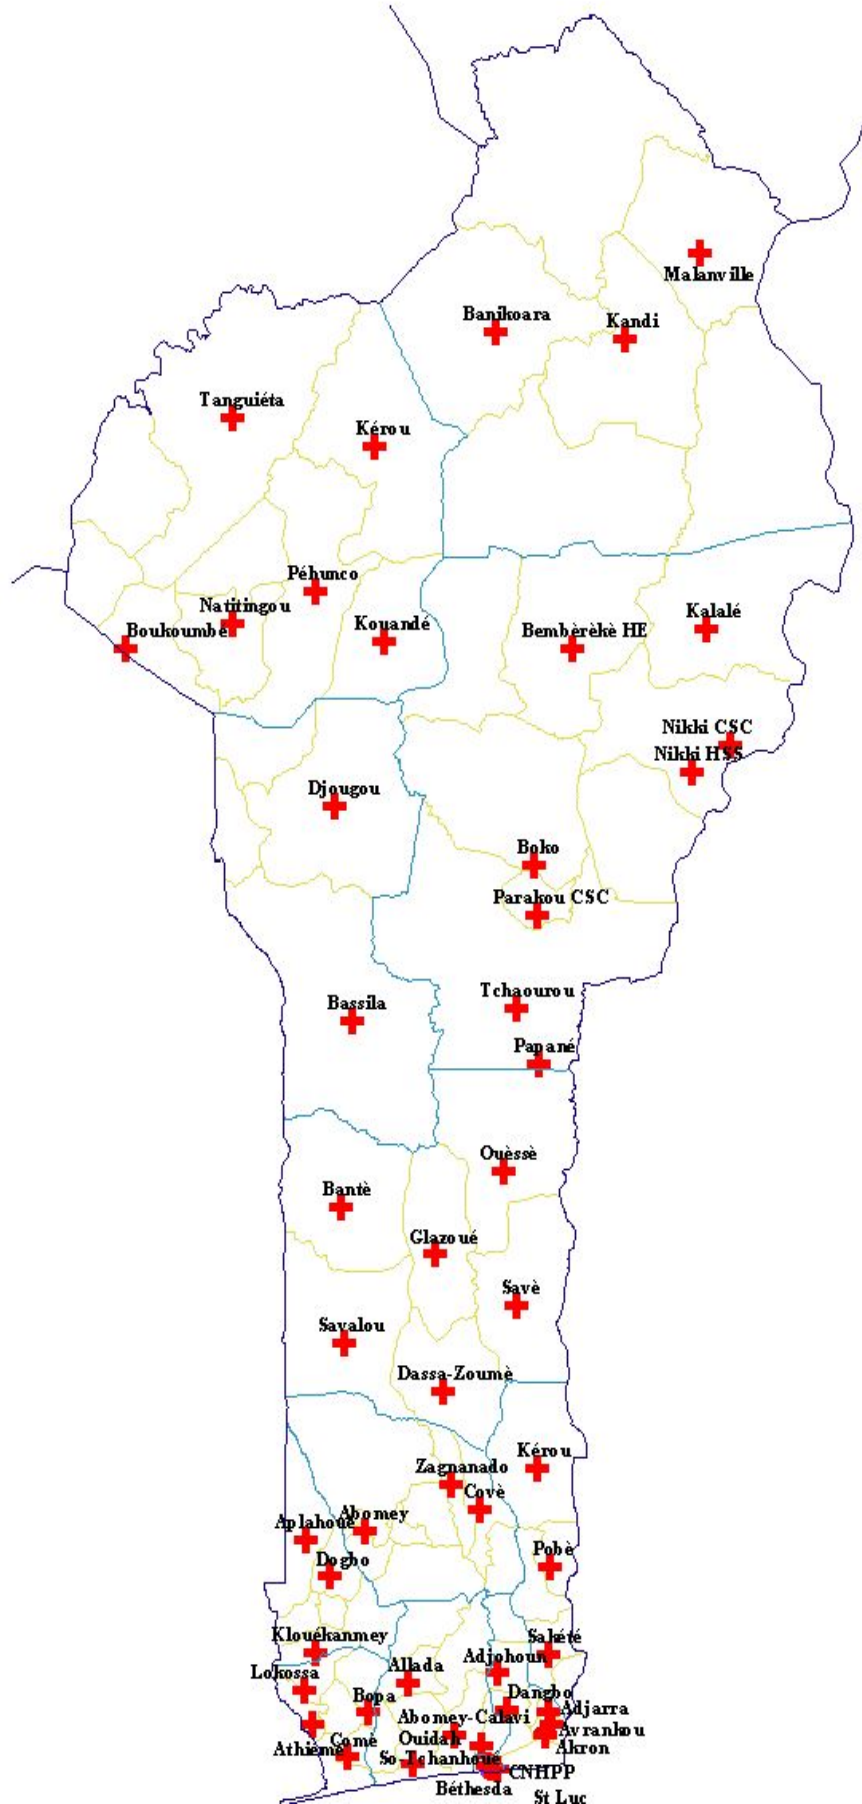 Malanville
Banikoara
Kandi
Tanguiéta
Kérou
Péhunco
Natitingou
Boukoumbé
Kouandé
Bembèrèkè HE
Kalalé
Nikki CSC
Nikki HSS
Djougou
Boko
Parakou CSC
Tchaourou
Bassila
Papané
Ouèssè
Bantè
Glazoué
Savè
Savalou
Dassa-Zoumè
Kérou
Zagnanado
Covè
Abomey
Aplahoué
Pobè
Dogbo
Klouékanmey
Sakété
Adjohoun
Allada
Lokossa
Dangbo
Bopa
Adjarra
Abomey-Calavi
Avrankou
Ouidah
Comè
Athiémé
Akron
So-Tchanhoue
CNHPP
Béthesda
St Luc